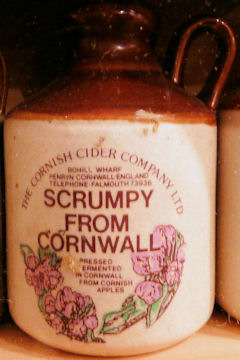 THE CORNISH CIDER COMPANY LTD.
BOHILL WHARF
PENRYN CORNWALL ENGLAND
TELEPHONE FALMOUTH 73936
SCRUMPY
FROM
CORNWALL
PRESSED
FERMENTED
IN CORNWALL
FROM CORNISH
APPLES